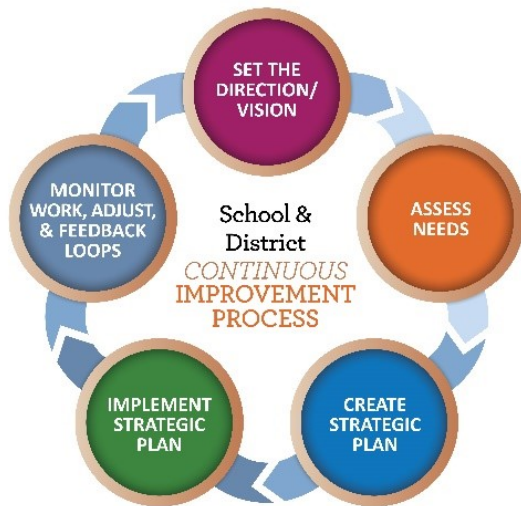 SET THE
DIRECTION/
VISION
ASSESS
NEEDS
CREATE
STRATEGIC
PLAN
IMPLEMENT
STRATEGIC
PLAN
MONITOR
WORK, ADJUST,
& FEEDBACK
LOOPS
School &
District
CONTINUOUS
IMPROVEMENT
PROCESS